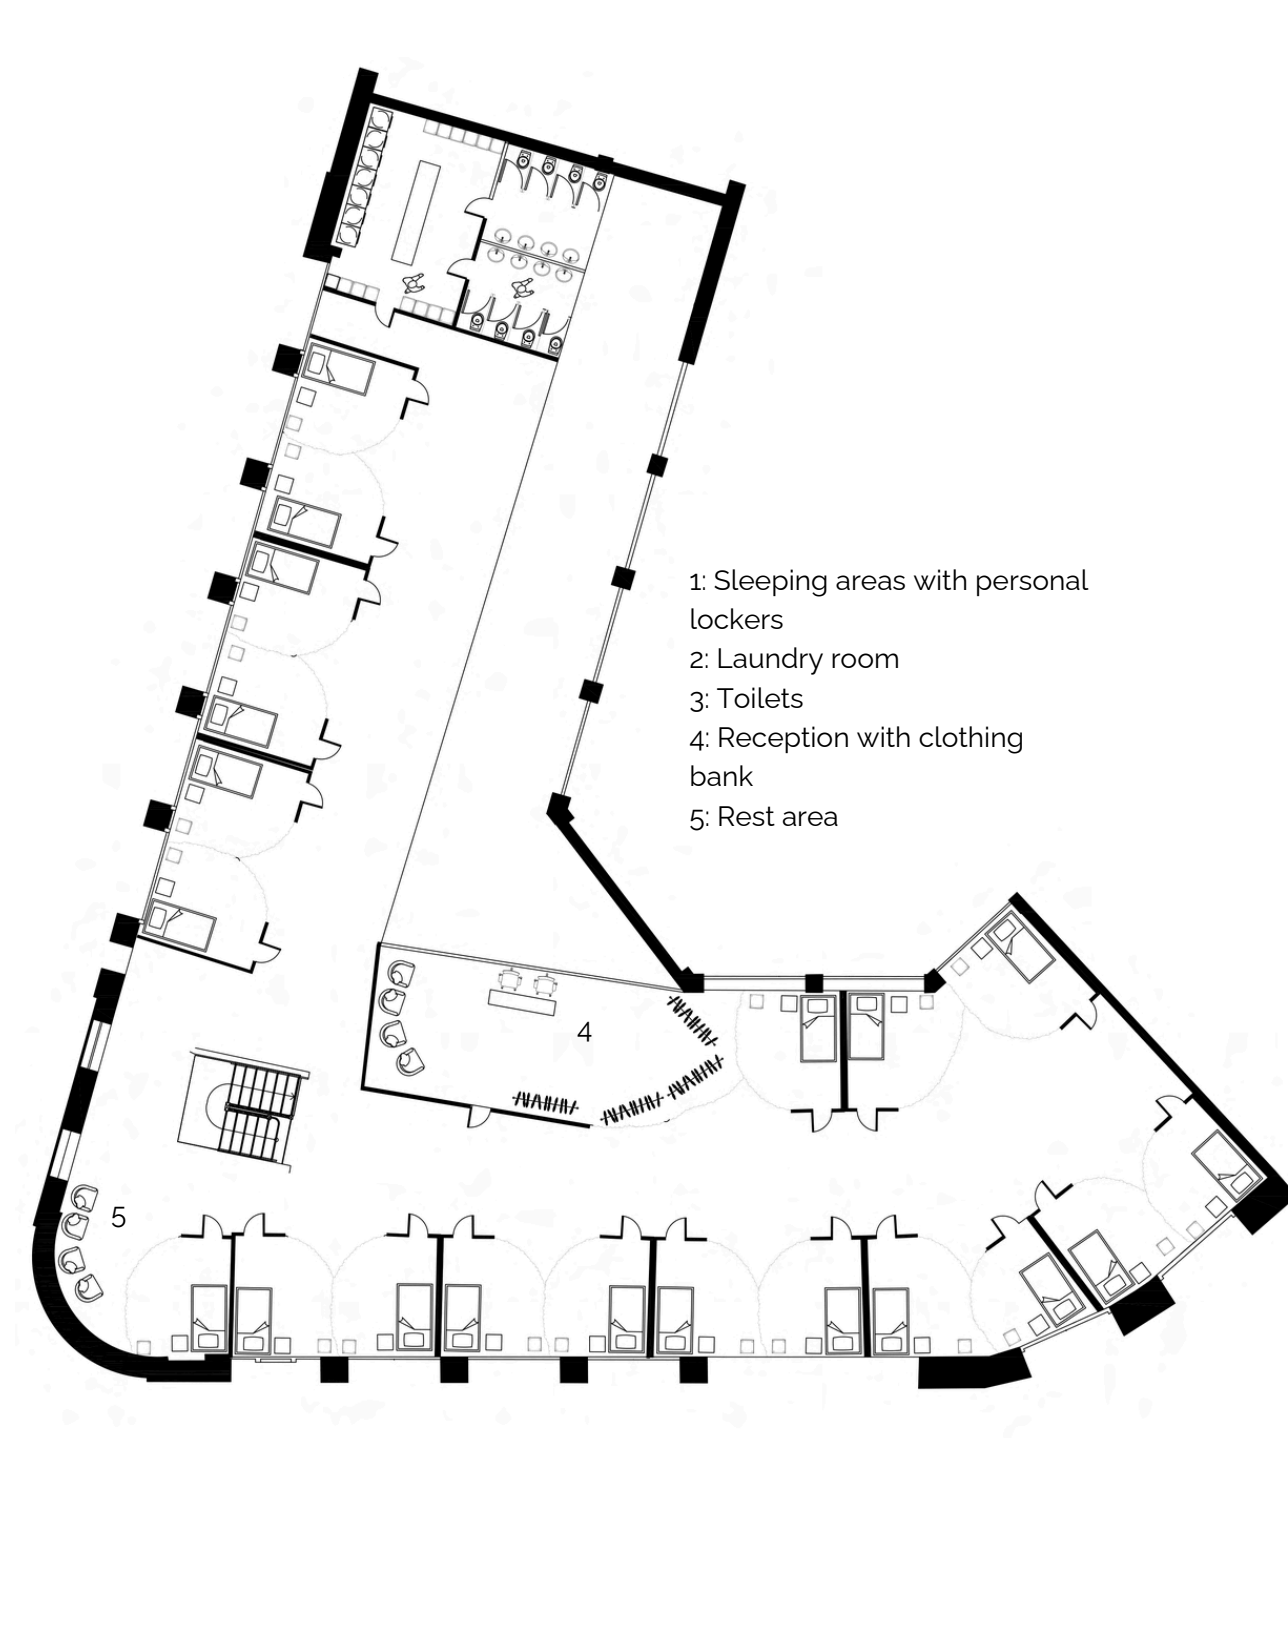 1: Sleeping areas with personal
lockers
2: Laundry room
3: Toilets
4: Reception with clothing
bank
5: Rest area
4
5